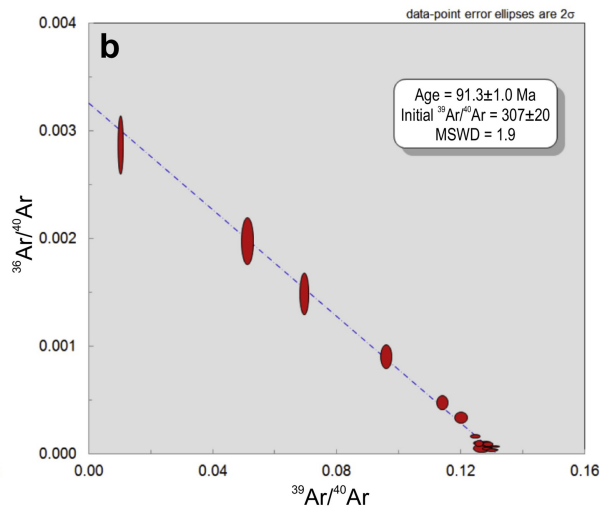 data-point error ellipses are 2σ
0.004
b
Age = 91.3±1.0 Ma
Initial ³⁹Ar/⁴⁰Ar = 307±20
MSWD = 1.9
0.003
³⁶Ar/⁴⁰Ar
0.002
0.001
0.000
0.00 0.04 0.08 0.12 0.16
³⁹Ar/⁴⁰Ar